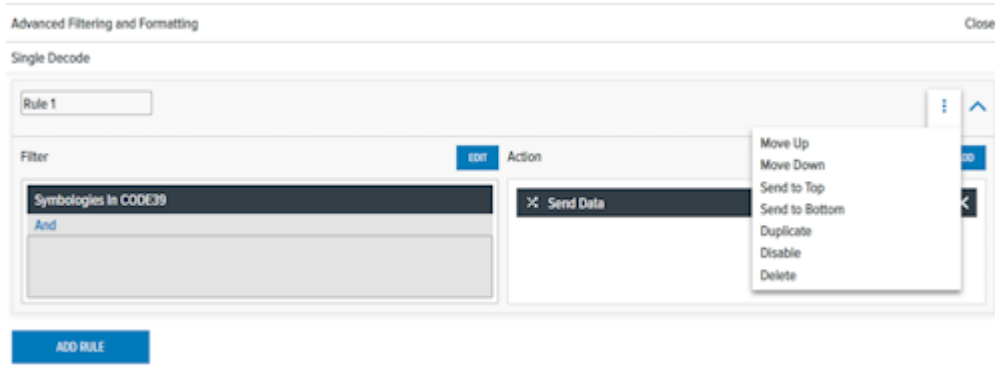 Advanced Filtering and Formatting Close
Single Decode
Rule 1
Filter EDIT Action
Symbologies In CODE39
And
Send Data
Move Up
Move Down
Send to Top
Send to Bottom
Duplicate
Disable
Delete
ADD RULE